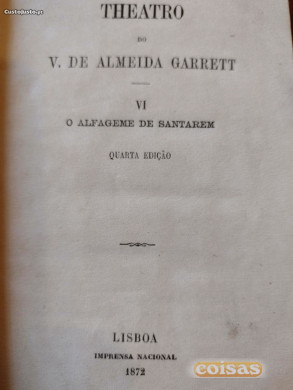 CustoJusto.pt
THEATRO
DO
V. DE ALMEIDA GARRETT
VI
O ALFAGEME DE SANTAREM
QUARTA EDIÇÃO
LISBOA
IMPRENSA NACIONAL
1872
coisas